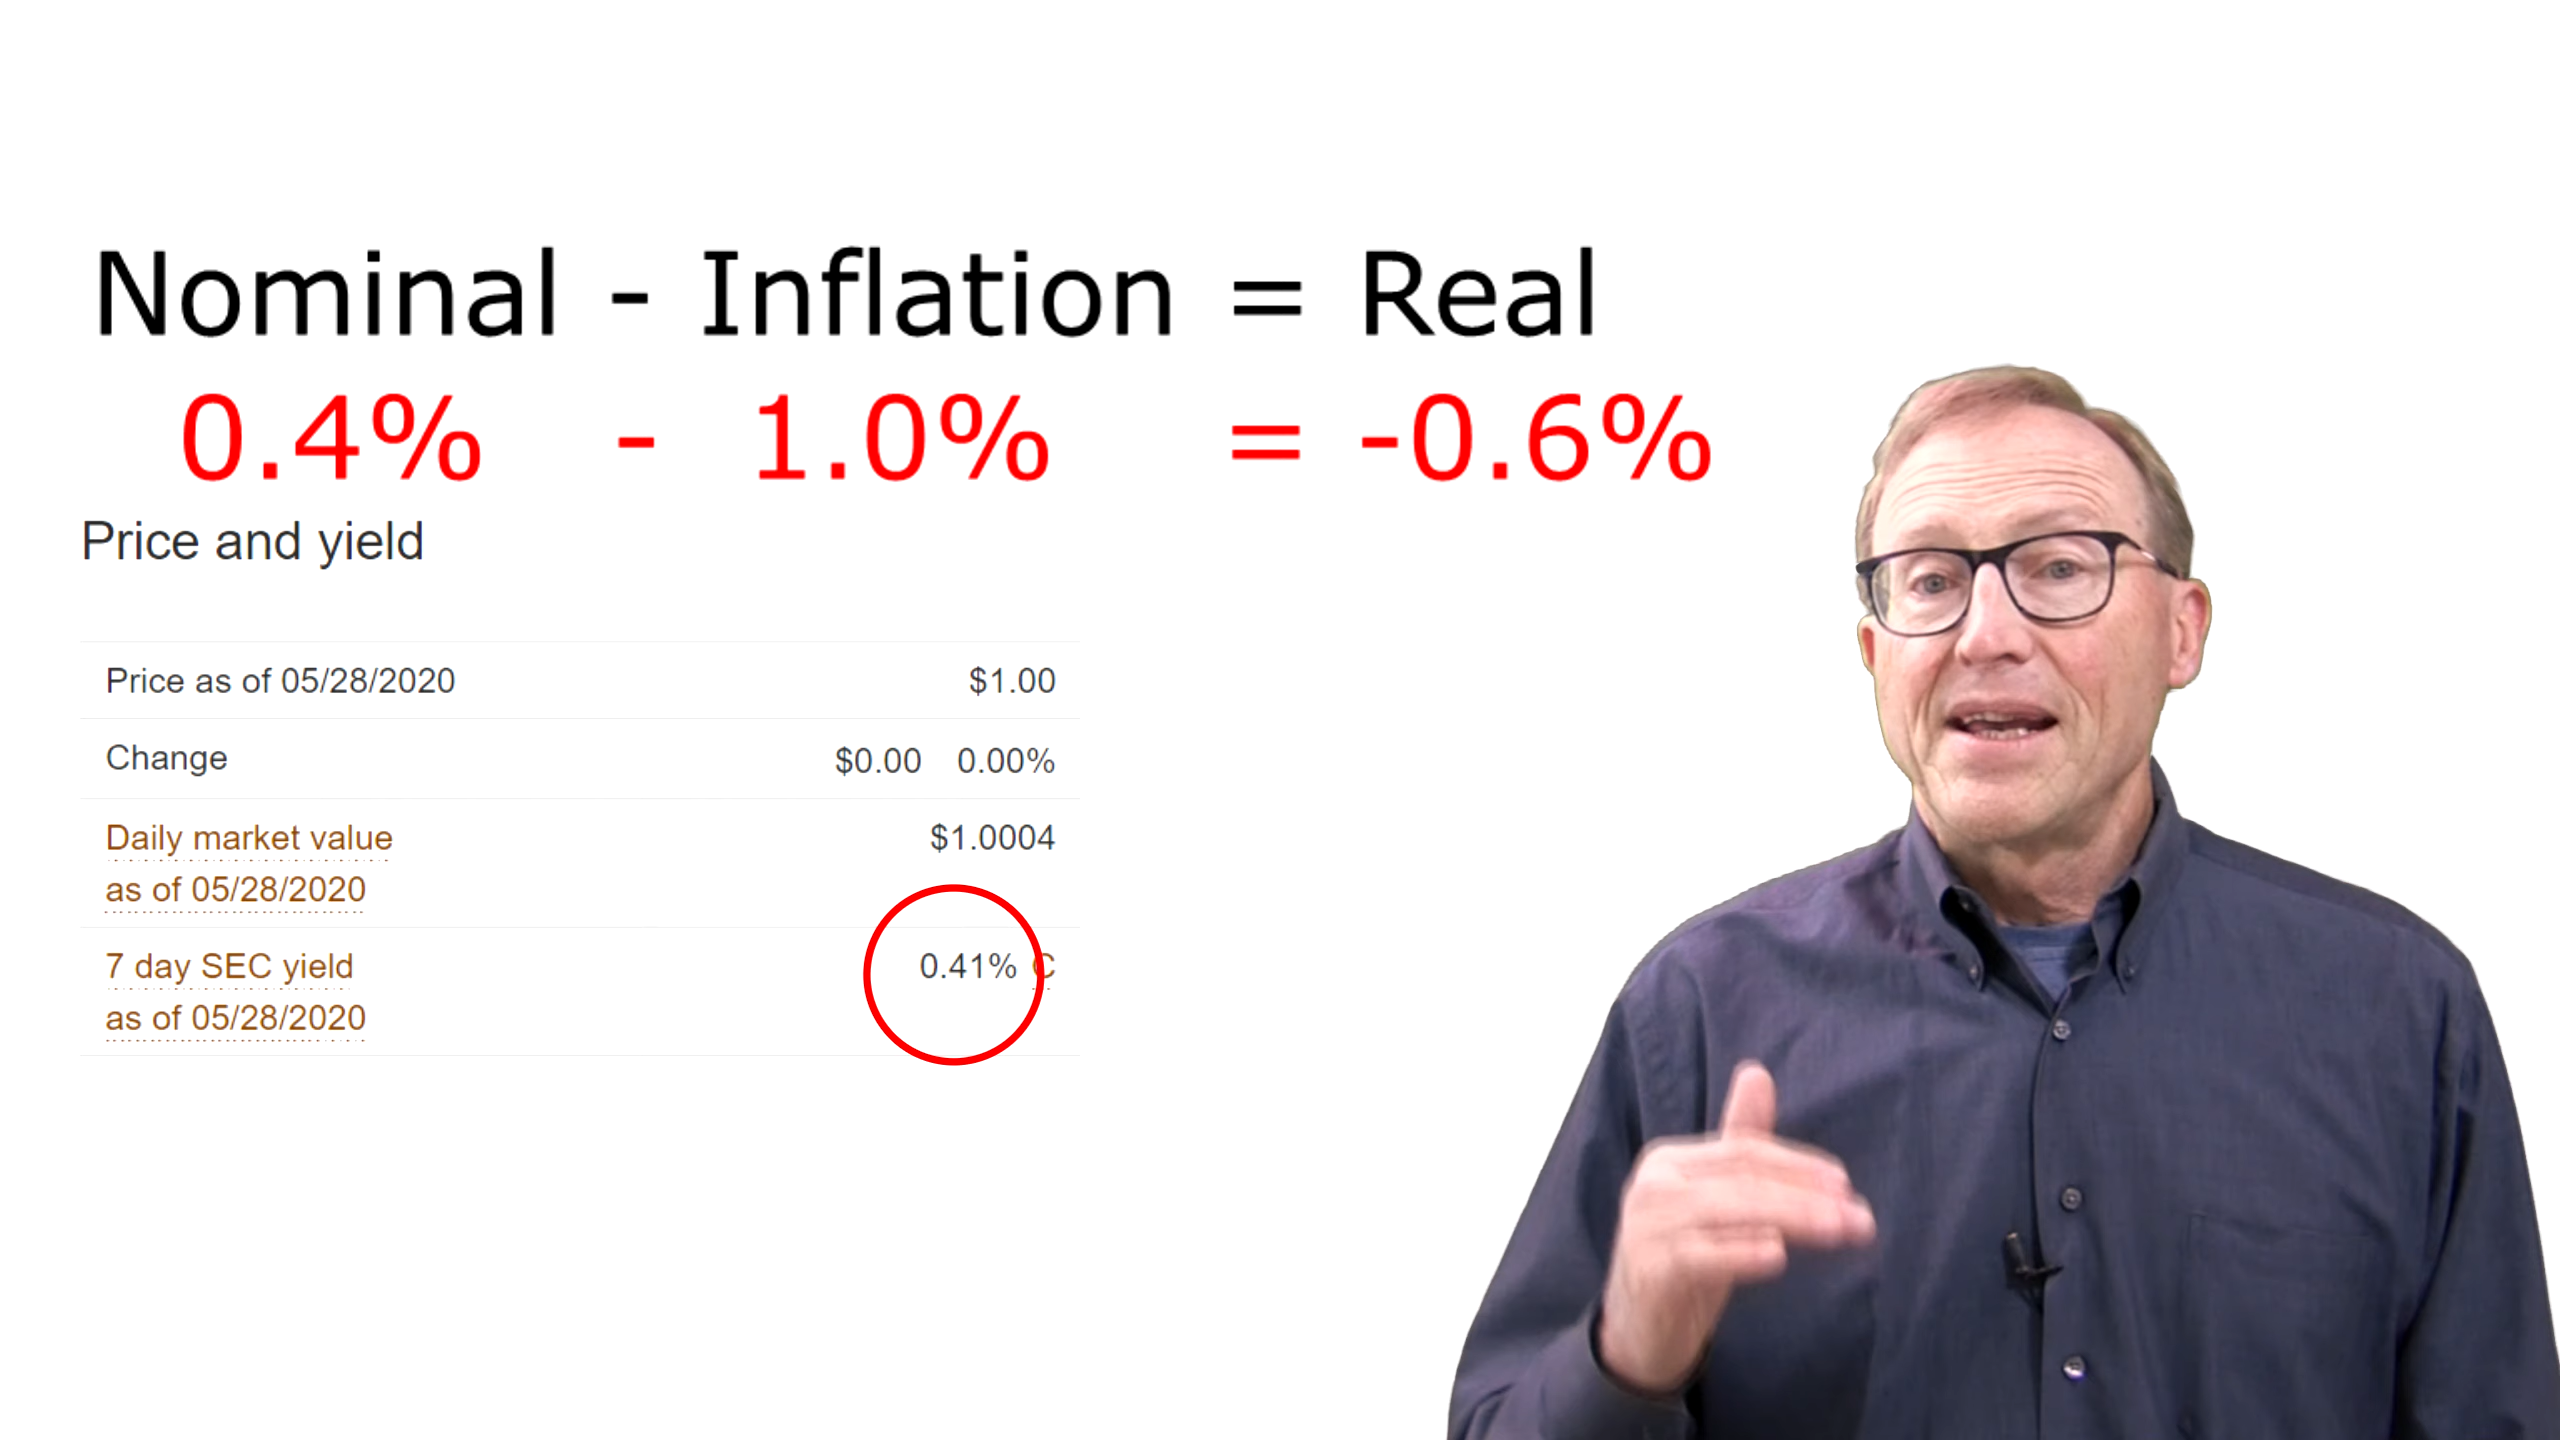 Nominal - Inflation = Real
0.4% - 1.0% = -0.6%
Price and yield
Price as of 05/28/2020 $1.00
Change $0.00 0.00%
Daily market value $1.0004
as of 05/28/2020
7 day SEC yield 0.41% C
as of 05/28/2020